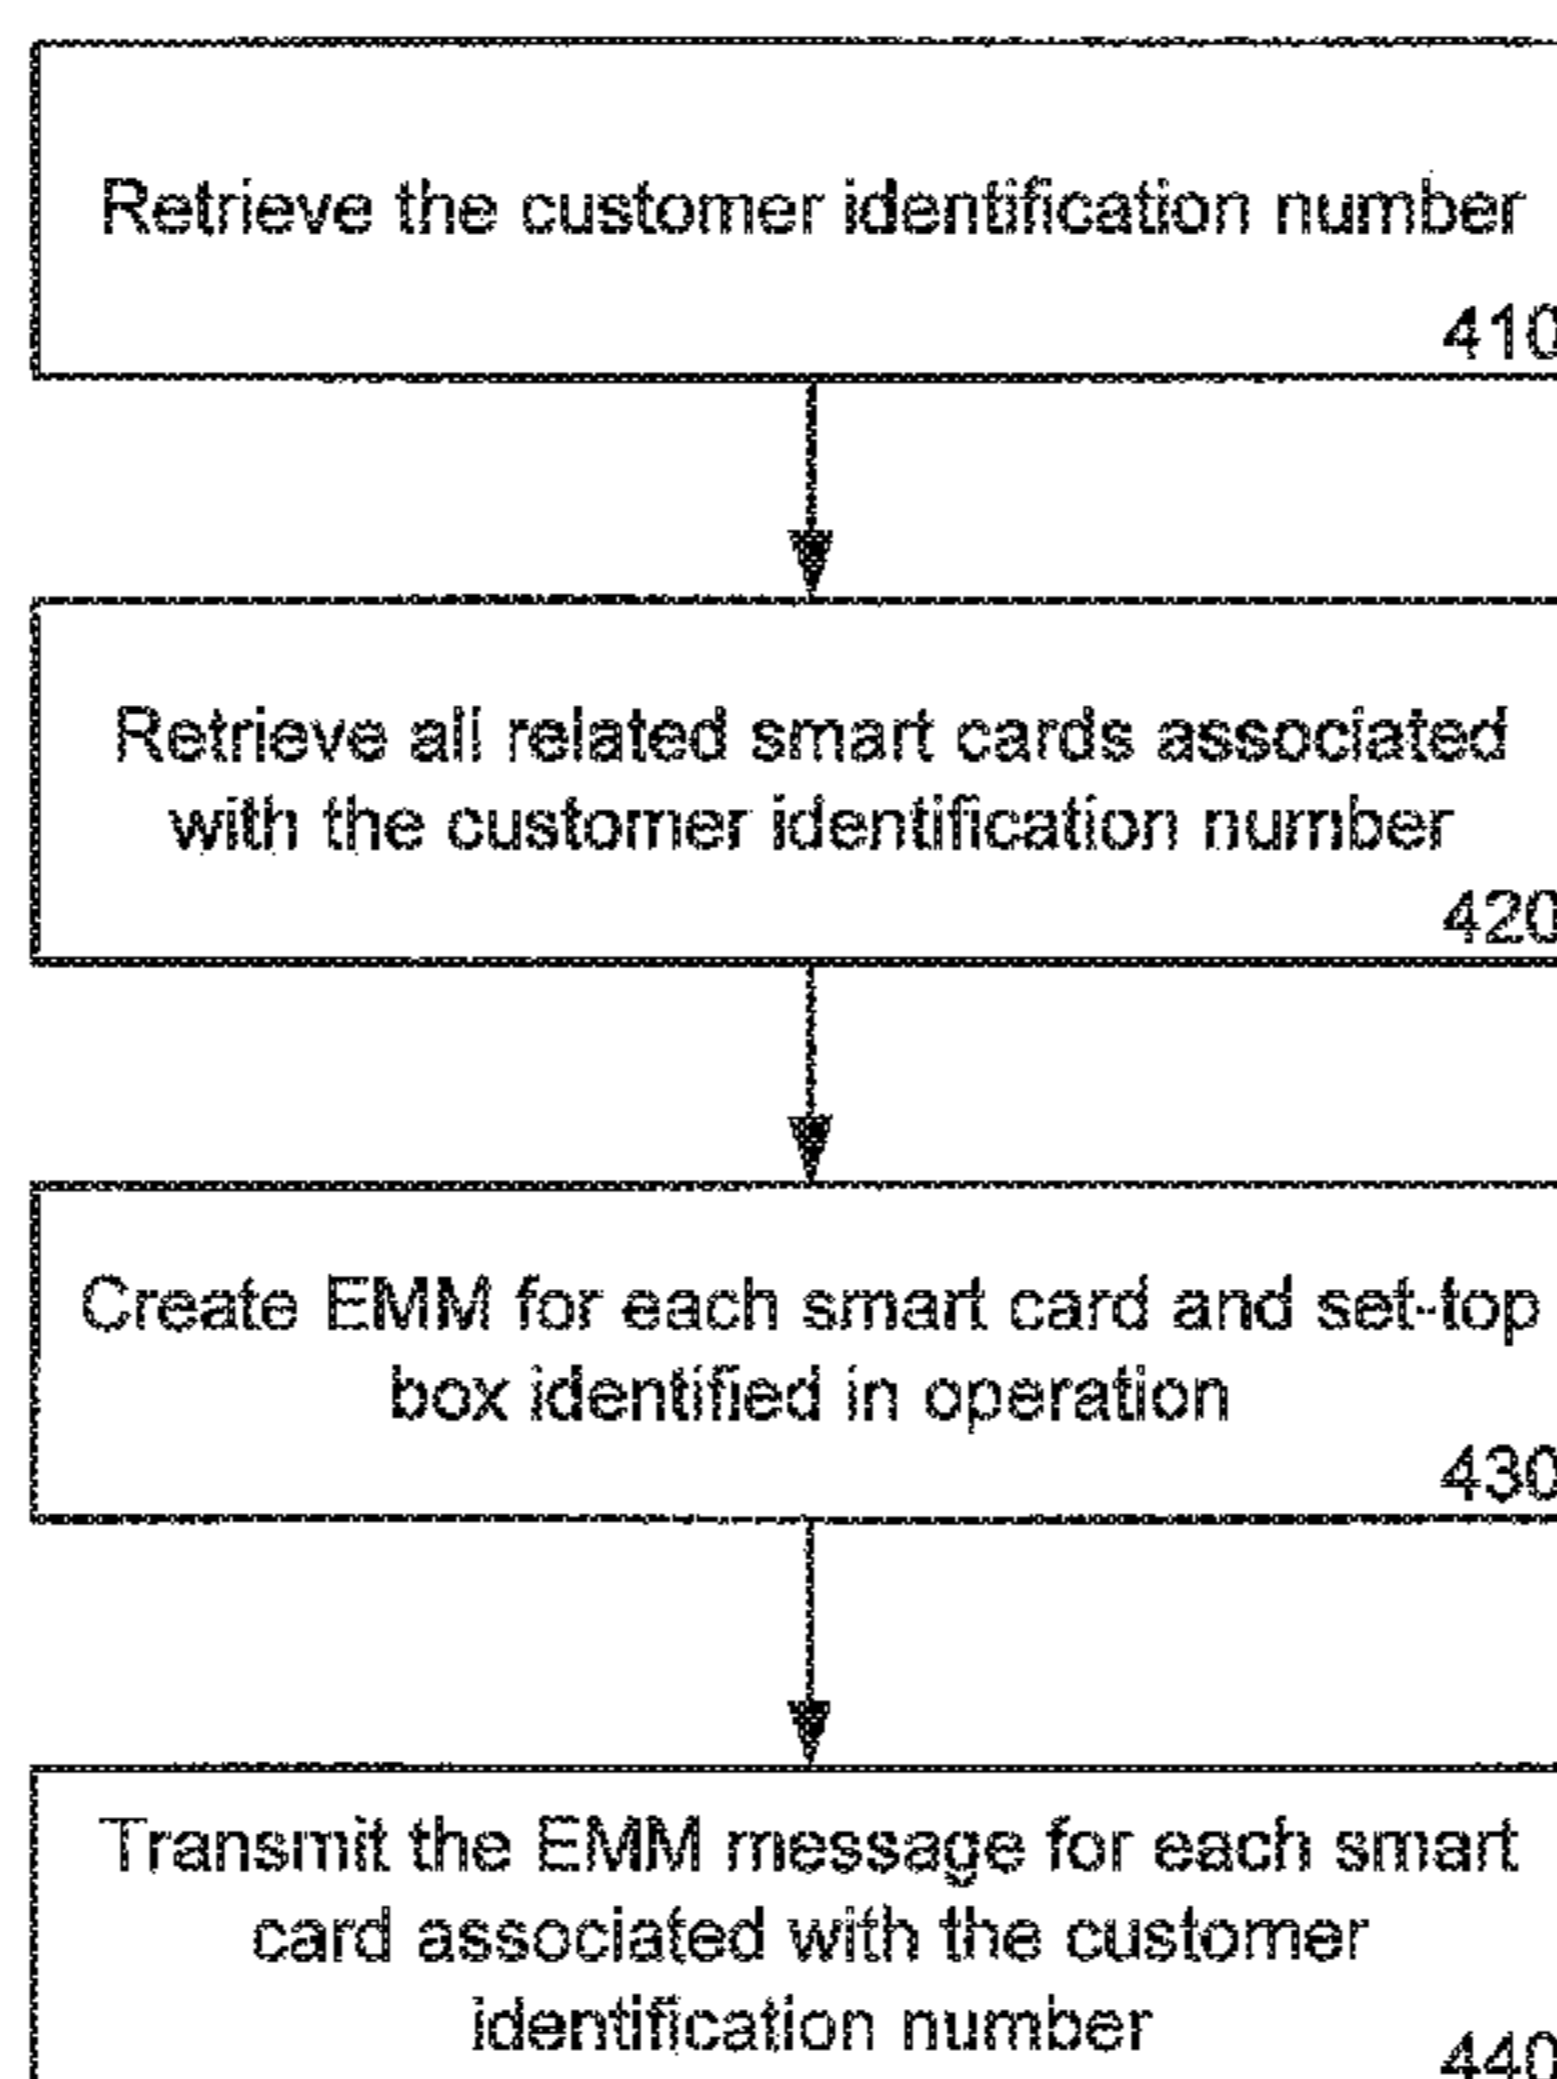 Retrieve the customer identification number
410
Retrieve all related smart cards associated
with the customer identification number
420
Create EMM for each smart card and set-top
box identified in operation
430
Transmit the EMM message for each smart
card associated with the customer
identification number
440